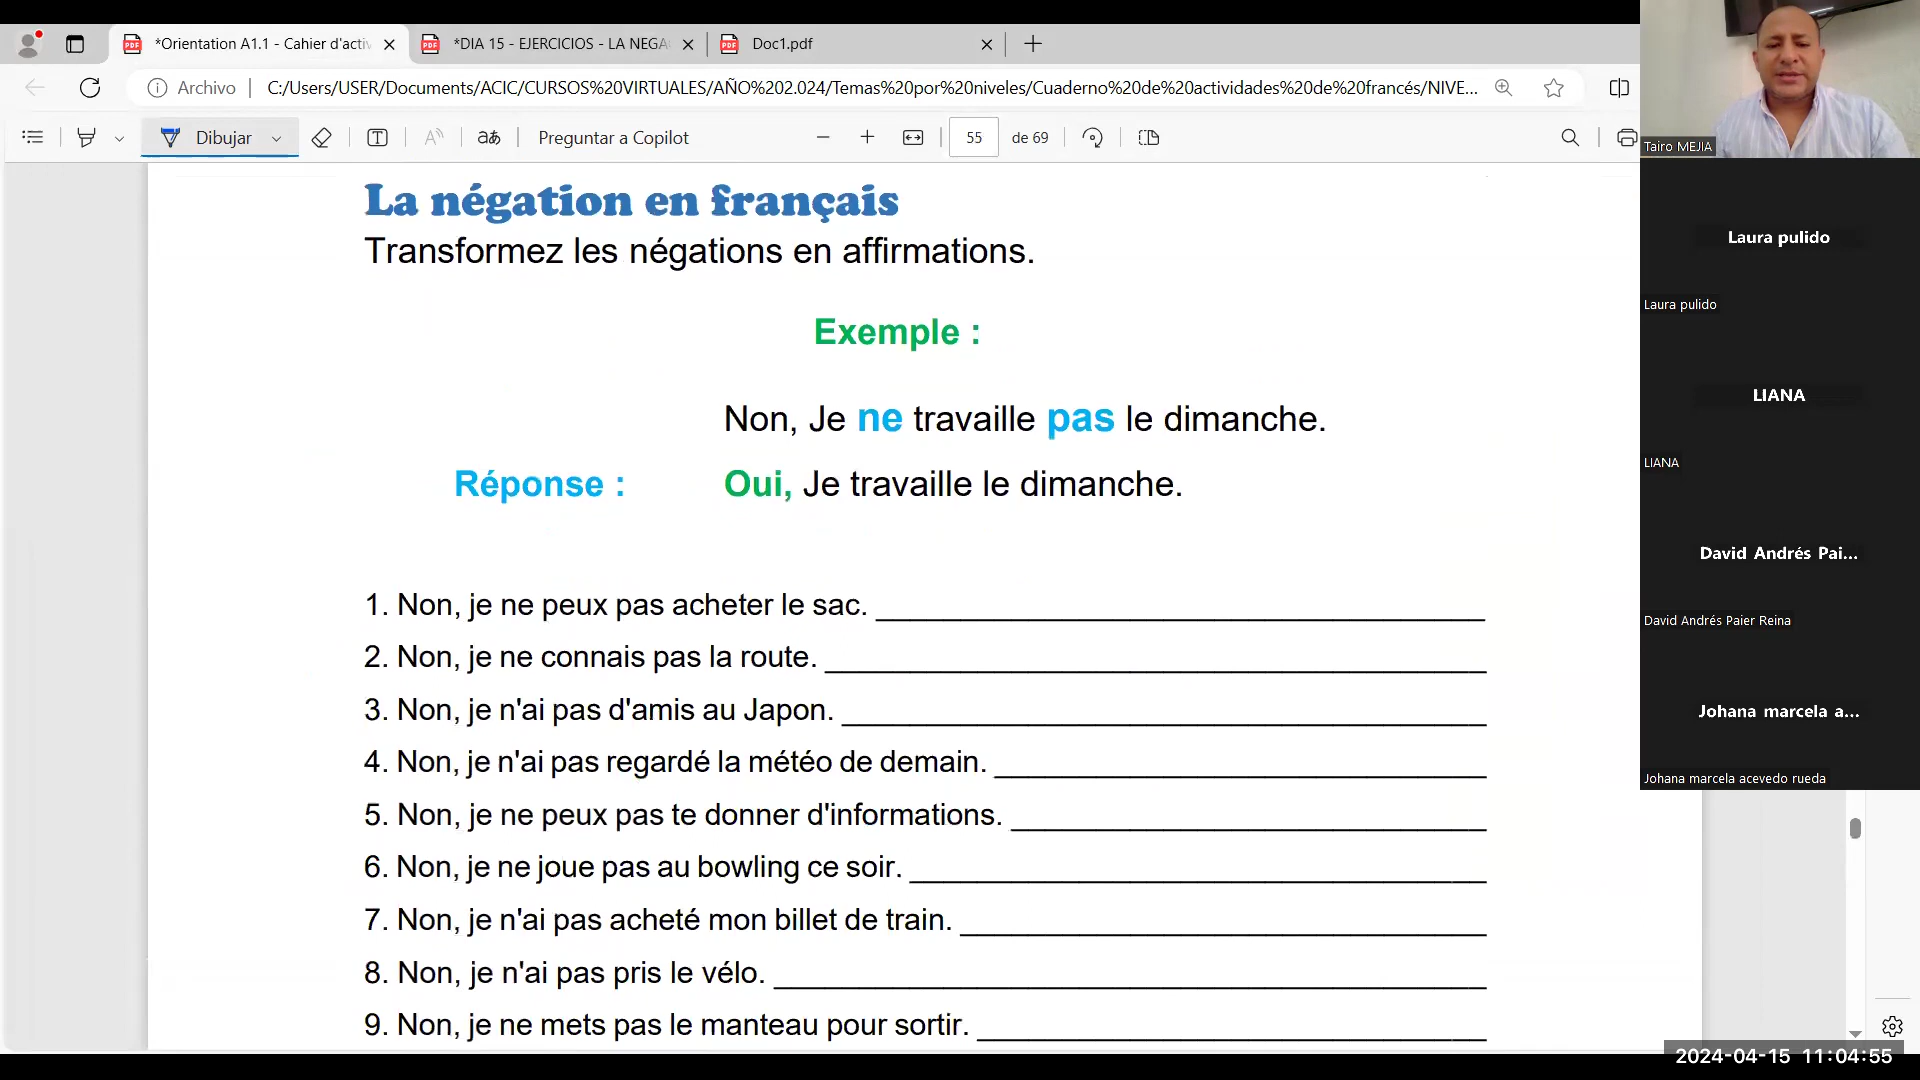 *Orientation A1.1 - Cahier d'activ
*DIA 15 - EJERCICIOS - LA NEGA
Doc1.pdf
Archivo
C:/Users/USER/Documents/ACIC/CURSOS%20VIRTUALES/AÑO%202.024/Temas%20por%20niveles/Cuaderno%20de%20actividades%20de%20francés/NIVE...
Dibujar
Preguntar a Copilot
55
de 69
La négation en français
Transformez les négations en affirmations.
Exemple :
Non, Je ne travaille pas le dimanche.
Réponse : Oui, Je travaille le dimanche.
1. Non, je ne peux pas acheter le sac.
2. Non, je ne connais pas la route.
3. Non, je n'ai pas d'amis au Japon.
4. Non, je n'ai pas regardé la météo de demain.
5. Non, je ne peux pas te donner d'informations.
6. Non, je ne joue pas au bowling ce soir.
7. Non, je n'ai pas acheté mon billet de train.
8. Non, je n'ai pas pris le vélo.
9. Non, je ne mets pas le manteau pour sortir.
Tairo MEJIA
Laura pulido
Laura pulido
LIANA
LIANA
David Andrés Pai...
David Andrés Paier Reina
Johana marcela a...
Johana marcela acevedo rueda
2024-04-15 11:04:55